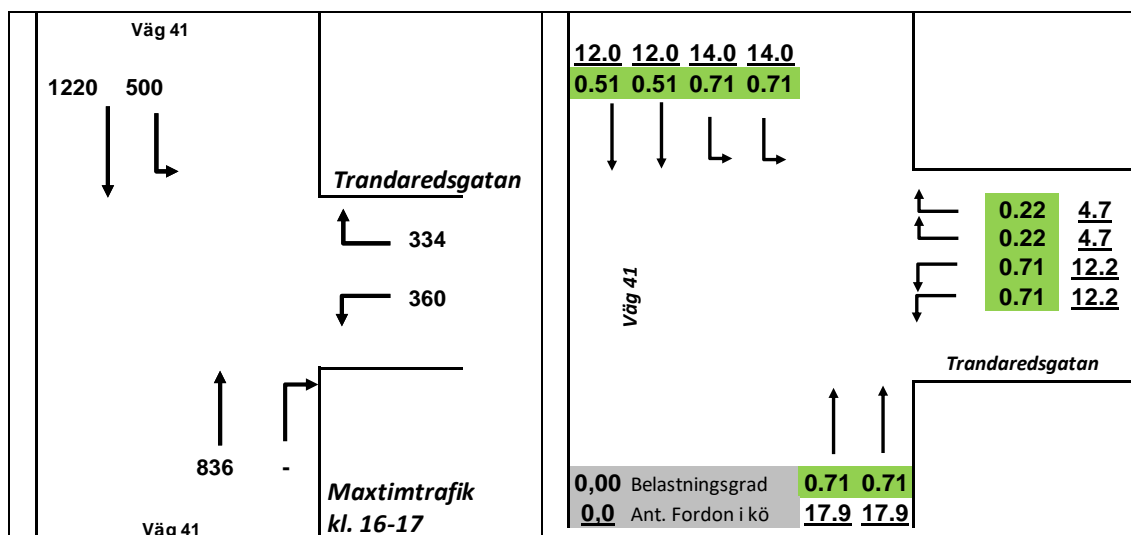 Väg 41
1220 500
Trandaredsgatan
334
360
836 -
Maxtimtrafik
kl. 16-17
Väg 41
12.0 12.0 14.0 14.0
0.51 0.51 0.71 0.71
0.22 4.7
0.22 4.7
0.71 12.2
0.71 12.2
Väg 41
Trandaredsgatan
0,00 Belastningsgrad 0.71 0.71
0,0 Ant. Fordon i kö 17.9 17.9